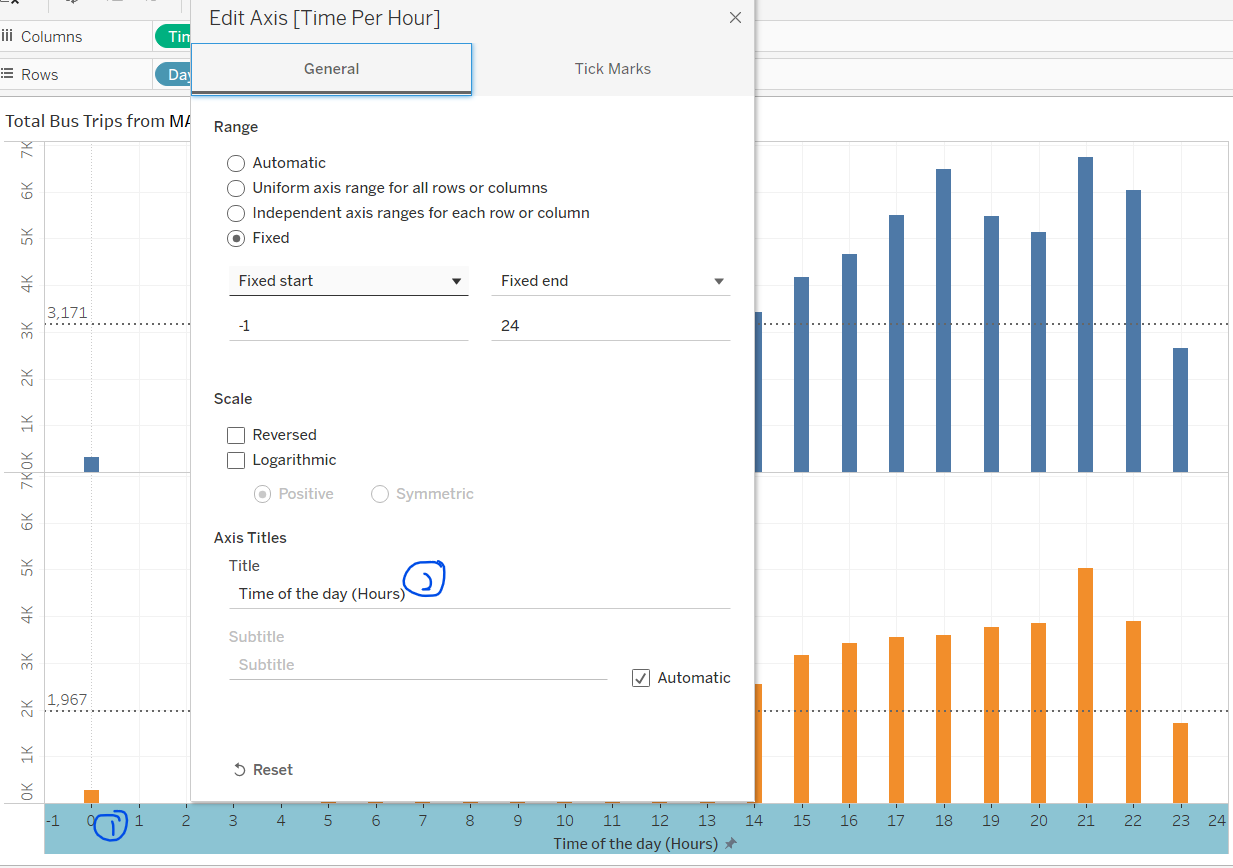 Edit Axis [Time Per Hour]
Columns
Tim
General
Tick Marks
Rows
Day
Total Bus Trips from MA
Range
Automatic
Uniform axis range for all rows or columns
Independent axis ranges for each row or column
Fixed
Fixed start
Fixed end
-1
24
Scale
Reversed
Logarithmic
Positive
Symmetric
Axis Titles
Title
Time of the day (Hours)
2
Subtitle
Subtitle
Automatic
Reset
7K
6K
5K
4K
3,171
3K
2K
1K
0K
7K
6K
5K
4K
3K
1,967
2K
1K
0K
-1 0 1 1 2 3 4 5 6 7 8 9 10 11 12 13 14 15 16 17 18 19 20 21 22 23 24
Time of the day (Hours)